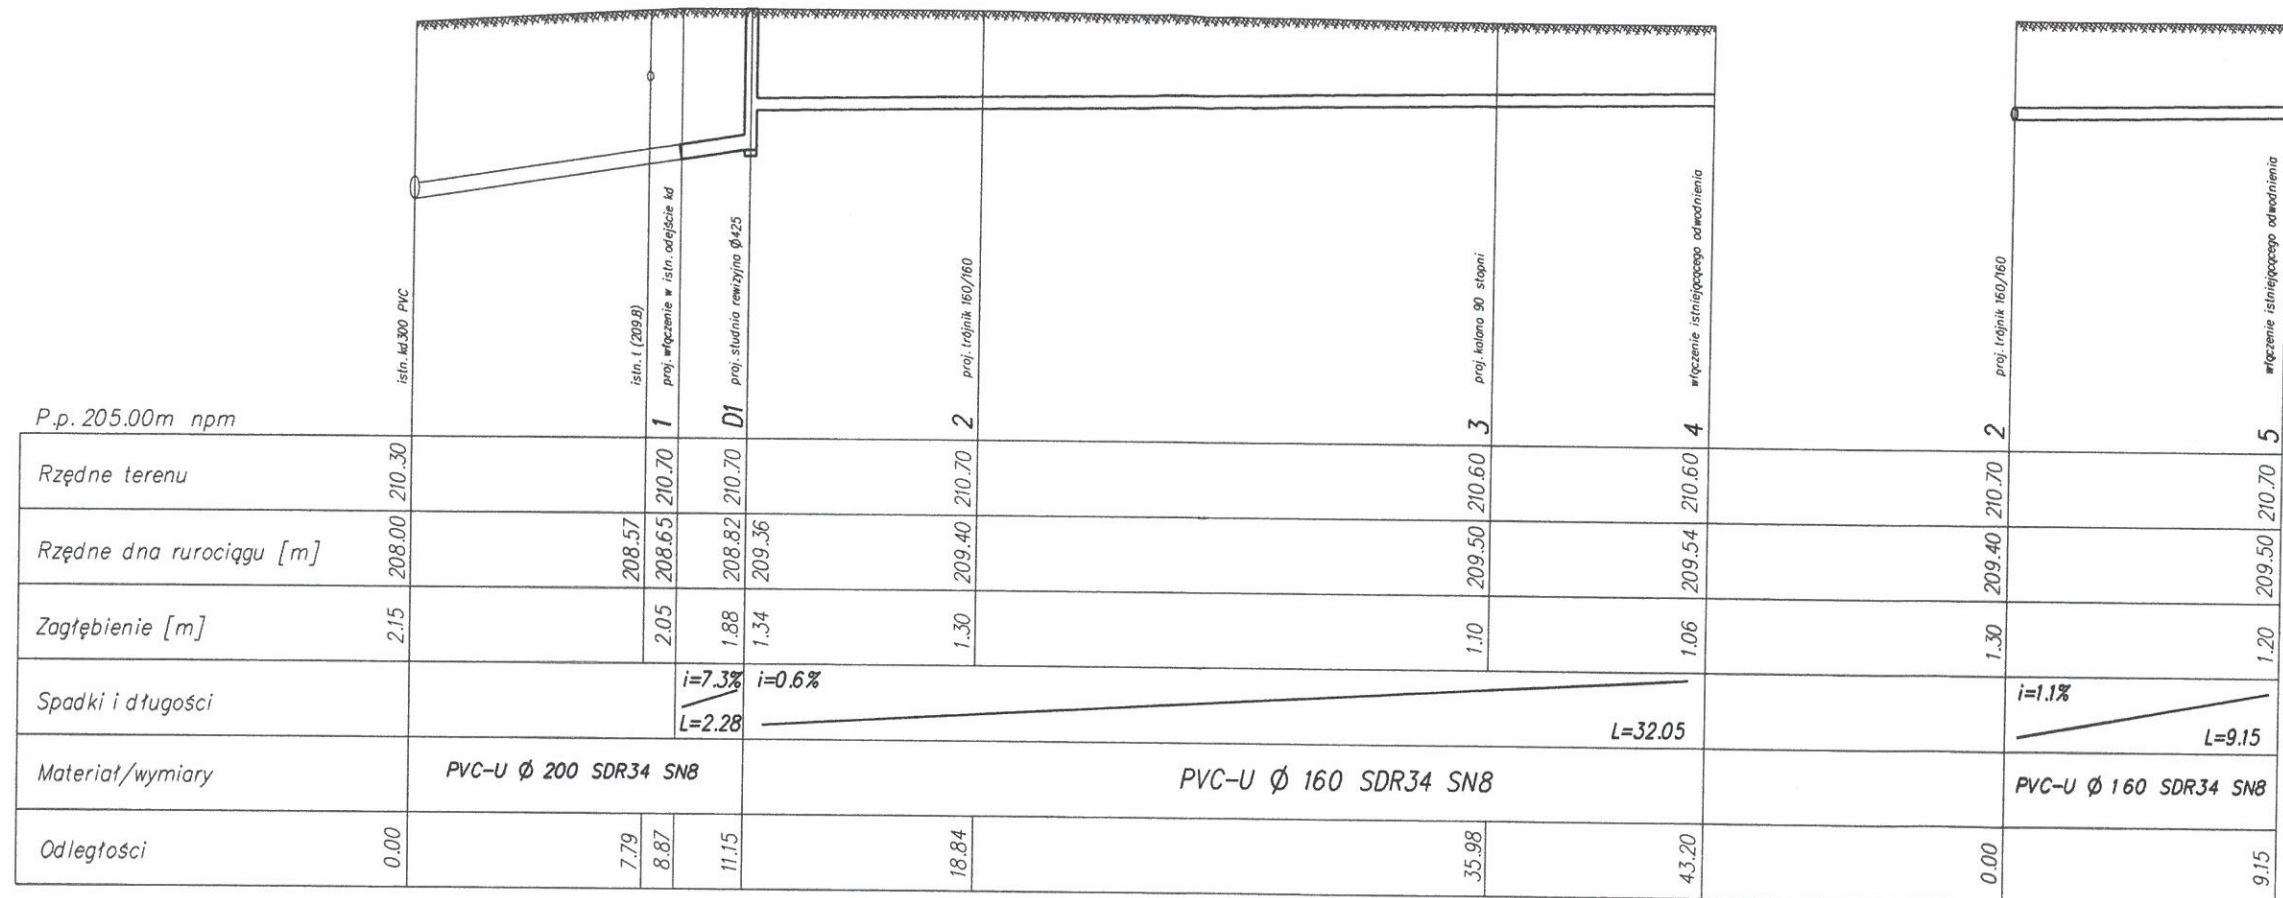 istn. kd300 PVC
istn. t (209.8)
proj. włączenie w istn. odejście kd
proj. studnia rewizyjna Ø425
proj. trójnik 160/160
proj. kolano 90 stopni
włączenie istniejącego odwodnienia
proj. trójnik 160/160
włączenie istniejącego odwodnienia
P.p. 205.00m npm
1 D1 2 3 4 2 5
Rzędne terenu 210.30 210.70 210.70 210.70 210.60 210.60 210.70 210.70
Rzędne dna rurociągu [m] 208.00 208.57 208.65 208.82 209.36 209.40 209.50 209.54 209.40 209.50
Zagłębienie [m] 2.15 2.05 1.88 1.34 1.30 1.10 1.06 1.30 1.20
Spadki i długości i=7.3% L=2.28 i=0.6% L=32.05 i=1.1% L=9.15
Materiał/wymiary PVC-U Ø 200 SDR34 SN8 PVC-U Ø 160 SDR34 SN8 PVC-U Ø 160 SDR34 SN8
Odległości 0.00 7.79 8.87 11.15 18.84 35.98 43.20 0.00 9.15